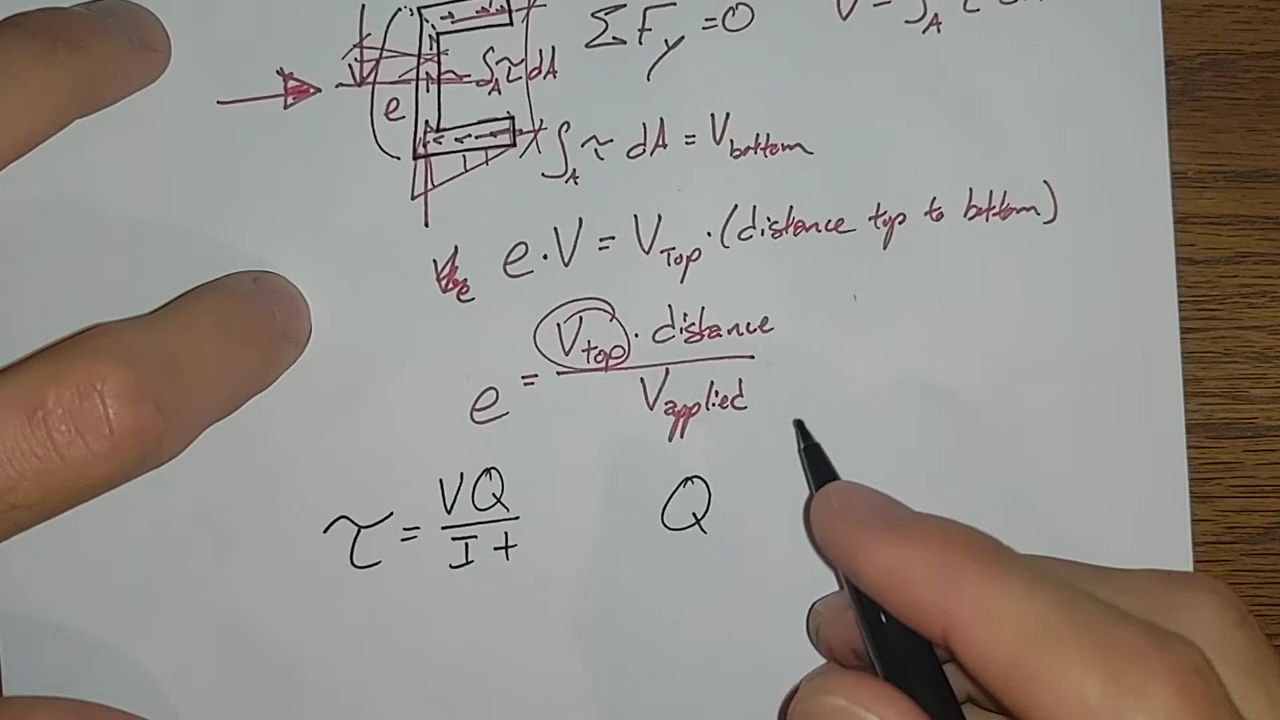 ΣF_y = 0
∫_A τ dA
e
∫_A τ dA = V_bottom
e · V = V_Top · (distance top to bottom)
e = V_top · distance / V_applied
τ = VQ / It
Q